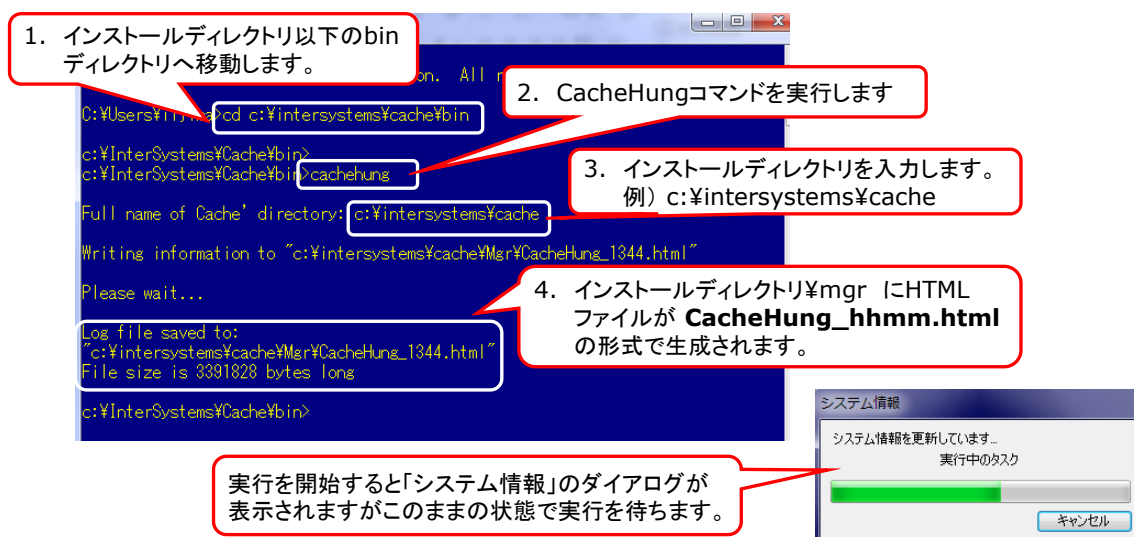 1. インストールディレクトリ以下のbin
ディレクトリへ移動します。
on. All r
2. CacheHungコマンドを実行します
C:¥Users¥iijima>cd c:¥intersystems¥cache¥bin
c:¥InterSystems¥Cache¥bin>
c:¥InterSystems¥Cache¥bin>cachehung
3. インストールディレクトリを入力します。
例) c:¥intersystems¥cache
Full name of Cache' directory: c:¥intersystems¥cache
Writing information to "c:¥intersystems¥cache¥Mgr¥CacheHung_1344.html"
Please wait...
4. インストールディレクトリ¥mgr にHTML
ファイルが CacheHung_hhmm.html
の形式で生成されます。
Log file saved to:
"c:¥intersystems¥cache¥Mgr¥CacheHung_1344.html"
File size is 3391828 bytes long
c:¥InterSystems¥Cache¥bin>
システム情報
システム情報を更新しています...
実行中のタスク
キャンセル
実行を開始すると「システム情報」のダイアログが
表示されますがこのままの状態で実行を待ちます。